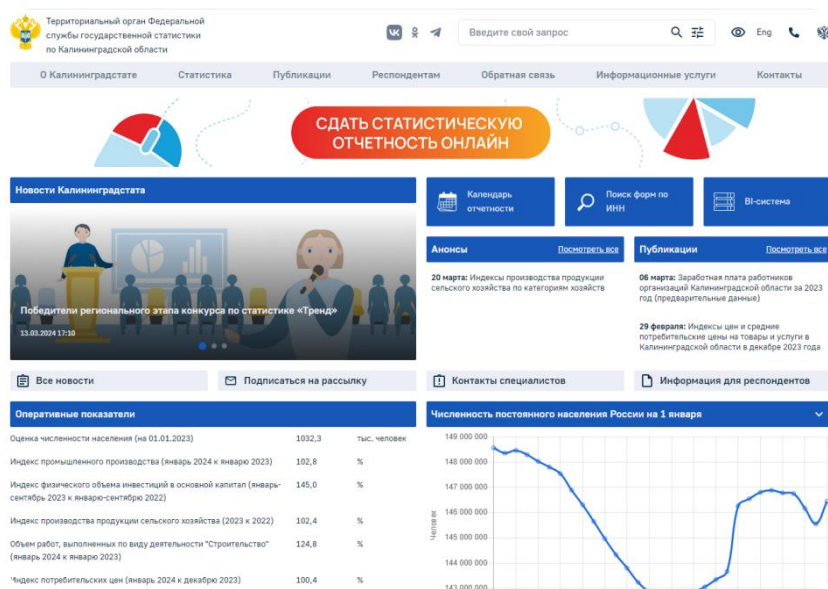 Территориальный орган Федеральной
службы государственной статистики
по Калининградской области
Введите свой запрос
Eng
О Калининградстате
Статистика
Публикации
Респондентам
Обратная связь
Информационные услуги
Контакты
СДАТЬ СТАТИСТИЧЕСКУЮ
ОТЧЕТНОСТЬ ОНЛАЙН
Новости Калининградстата
Победители регионального этапа конкурса по статистике «Тренд»
13.03.2024 17:10
Календарь
отчетности
Поиск форм по
ИНН
BI-система
Анонсы
Посмотреть все
20 марта: Индексы производства продукции
сельского хозяйства по категориям хозяйств
Публикации
Посмотреть все
06 марта: Заработная плата работников
организаций Калининградской области за 2023
год (предварительные данные)
29 февраля: Индексы цен и средние
потребительские цены на товары и услуги в
Калининградской области в декабре 2023 года
Все новости
Подписаться на рассылку
Контакты специалистов
Информация для респондентов
Оперативные показатели
Оценка численности населения (на 01.01.2023) 1032,3 тыс. человек
Индекс промышленного производства (январь 2024 к январю 2023) 102,8 %
Индекс физического объема инвестиций в основной капитал (январь- 145,0 %
сентябрь 2023 к январю-сентябрю 2022)
Индекс производства продукции сельского хозяйства (2023 к 2022) 102,4 %
Объем работ, выполненных по виду деятельности "Строительство" 124,8 %
(январь 2024 к январю 2023)
Индекс потребительских цен (январь 2024 к декабрю 2023) 100,4 %
Численность постоянного населения России на 1 января
Человек
149 000 000
148 000 000
147 000 000
146 000 000
145 000 000
144 000 000
143 000 000